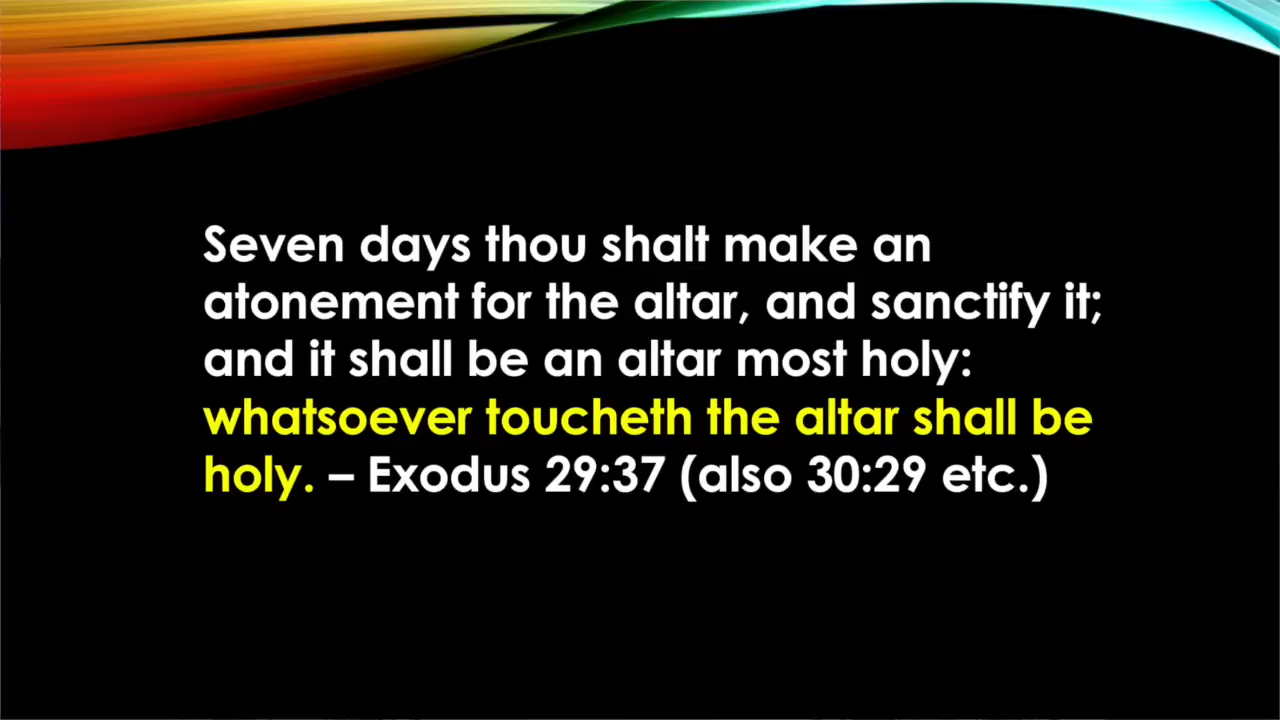 Seven days thou shalt make an
atonement for the altar, and sanctify it;
and it shall be an altar most holy:
whatsoever toucheth the altar shall be
holy. – Exodus 29:37 (also 30:29 etc.)